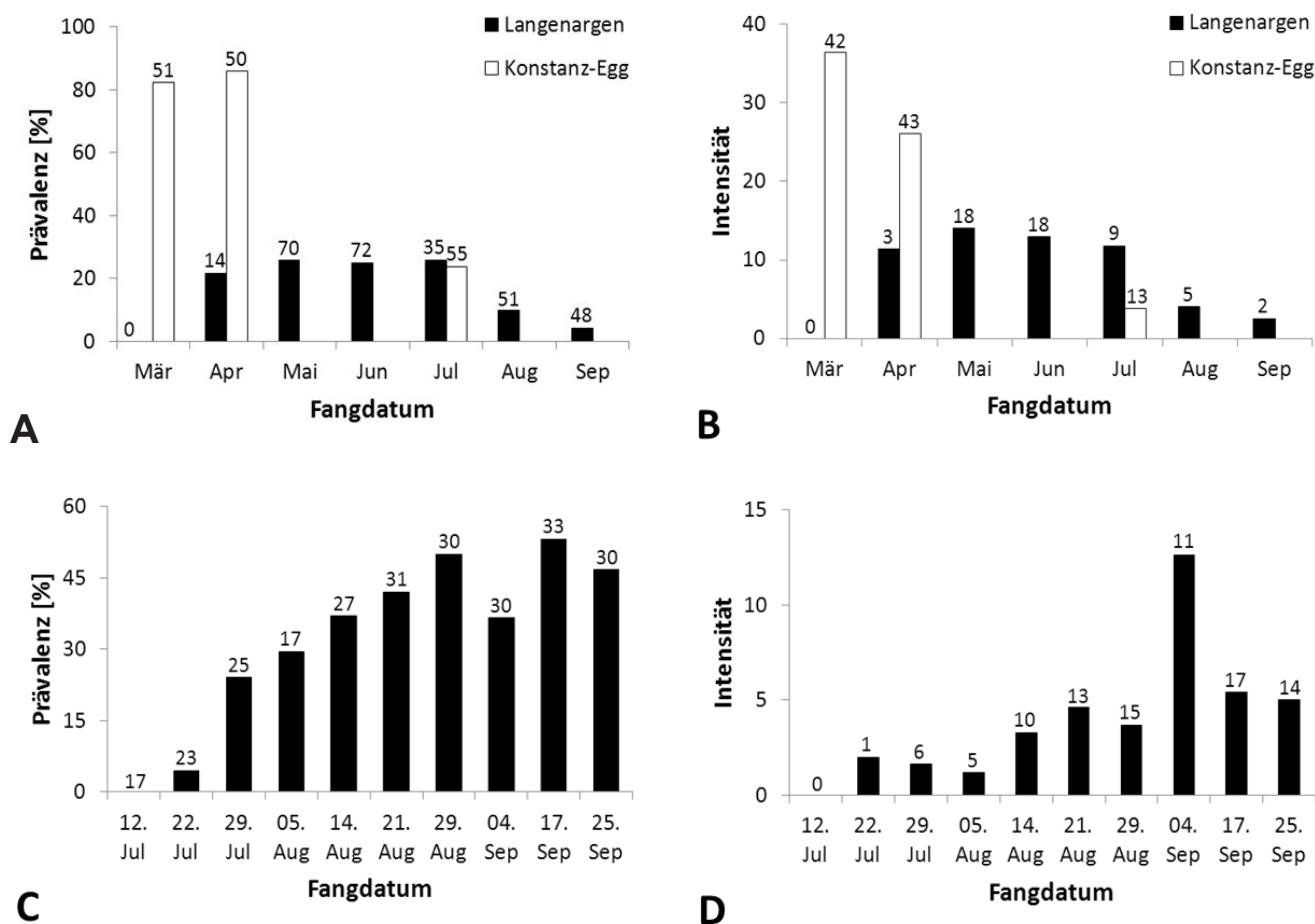 Langenargen
Konstanz-Egg
Prävalenz [%]
100
80
60
40
20
0
0
51
14
50
70
72
35
55
51
48
Mär Apr Mai Jun Jul Aug Sep
Fangdatum
A
Langenargen
Konstanz-Egg
Intensität
40
30
20
10
0
0
42
3
43
18
18
9
13
5
2
Mär Apr Mai Jun Jul Aug Sep
Fangdatum
B
Prävalenz [%]
60
45
30
15
0
17
23
25
17
27
31
30
30
33
30
12. 22. 29. 05. 14. 21. 29. 04. 17. 25.
Jul Jul Jul Aug Aug Aug Aug Sep Sep Sep
Fangdatum
C
Intensität
15
10
5
0
0
1
6
5
10
13
15
11
17
14
12. 22. 29. 05. 14. 21. 29. 04. 17. 25.
Jul Jul Jul Aug Aug Aug Aug Sep Sep Sep
Fangdatum
D